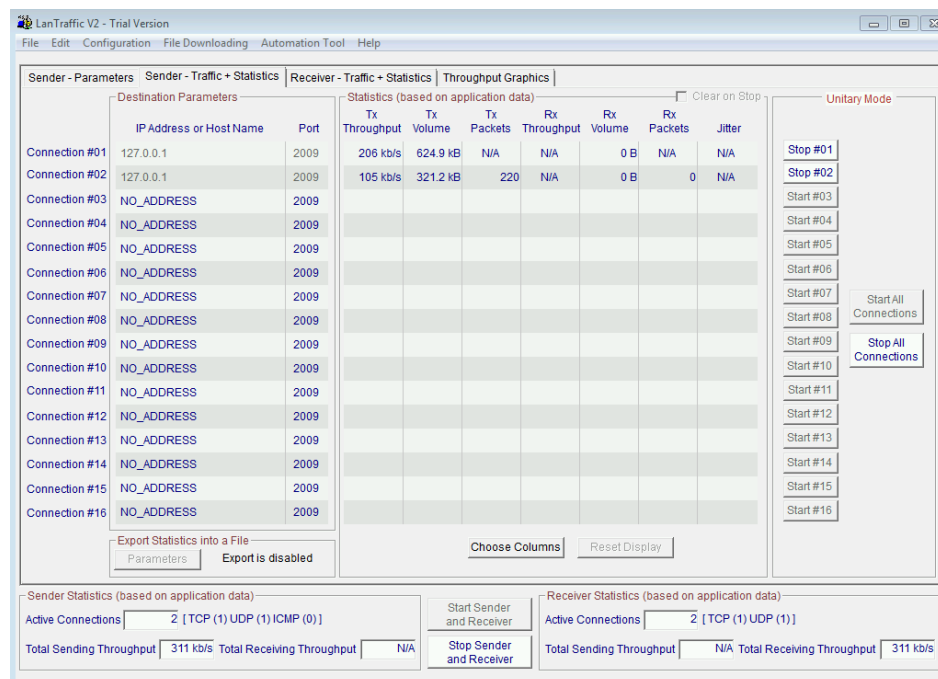 LanTraffic V2 - Trial Version
File Edit Configuration File Downloading Automation Tool Help
Sender - Parameters Sender - Traffic + Statistics Receiver - Traffic + Statistics Throughput Graphics
Destination Parameters Statistics (based on application data) Clear on Stop Unitary Mode
Tx Tx Tx Rx Rx Rx
IP Address or Host Name Port Throughput Volume Packets Throughput Volume Packets Jitter
Connection #01 127.0.0.1 2009 206 kb/s 624.9 kB N/A N/A 0 B N/A N/A Stop #01
Connection #02 127.0.0.1 2009 105 kb/s 321.2 kB 220 N/A 0 B 0 N/A Stop #02
Connection #03 NO_ADDRESS 2009 Start #03
Connection #04 NO_ADDRESS 2009 Start #04
Connection #05 NO_ADDRESS 2009 Start #05
Connection #06 NO_ADDRESS 2009 Start #06
Connection #07 NO_ADDRESS 2009 Start #07
Start All
Connections
Connection #08 NO_ADDRESS 2009 Start #08
Connection #09 NO_ADDRESS 2009 Start #09
Stop All
Connections
Connection #10 NO_ADDRESS 2009 Start #10
Connection #11 NO_ADDRESS 2009 Start #11
Connection #12 NO_ADDRESS 2009 Start #12
Connection #13 NO_ADDRESS 2009 Start #13
Connection #14 NO_ADDRESS 2009 Start #14
Connection #15 NO_ADDRESS 2009 Start #15
Connection #16 NO_ADDRESS 2009 Start #16
Export Statistics into a File
Parameters Export is disabled Choose Columns Reset Display
Sender Statistics (based on application data)
Active Connections 2 [ TCP (1) UDP (1) ICMP (0) ]
Total Sending Throughput 311 kb/s Total Receiving Throughput N/A
Start Sender
and Receiver
Stop Sender
and Receiver
Receiver Statistics (based on application data)
Active Connections 2 [ TCP (1) UDP (1) ]
Total Sending Throughput N/A Total Receiving Throughput 311 kb/s